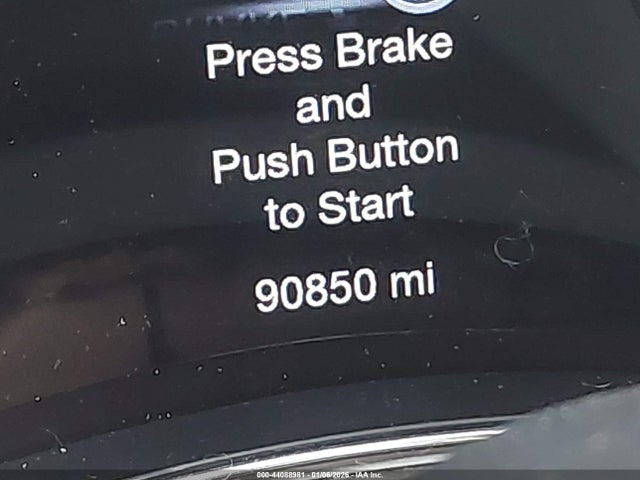 Press Brake
and
Push Button
to Start
90850 mi
000-44088981 - 01/06/2026 - IAA Inc.